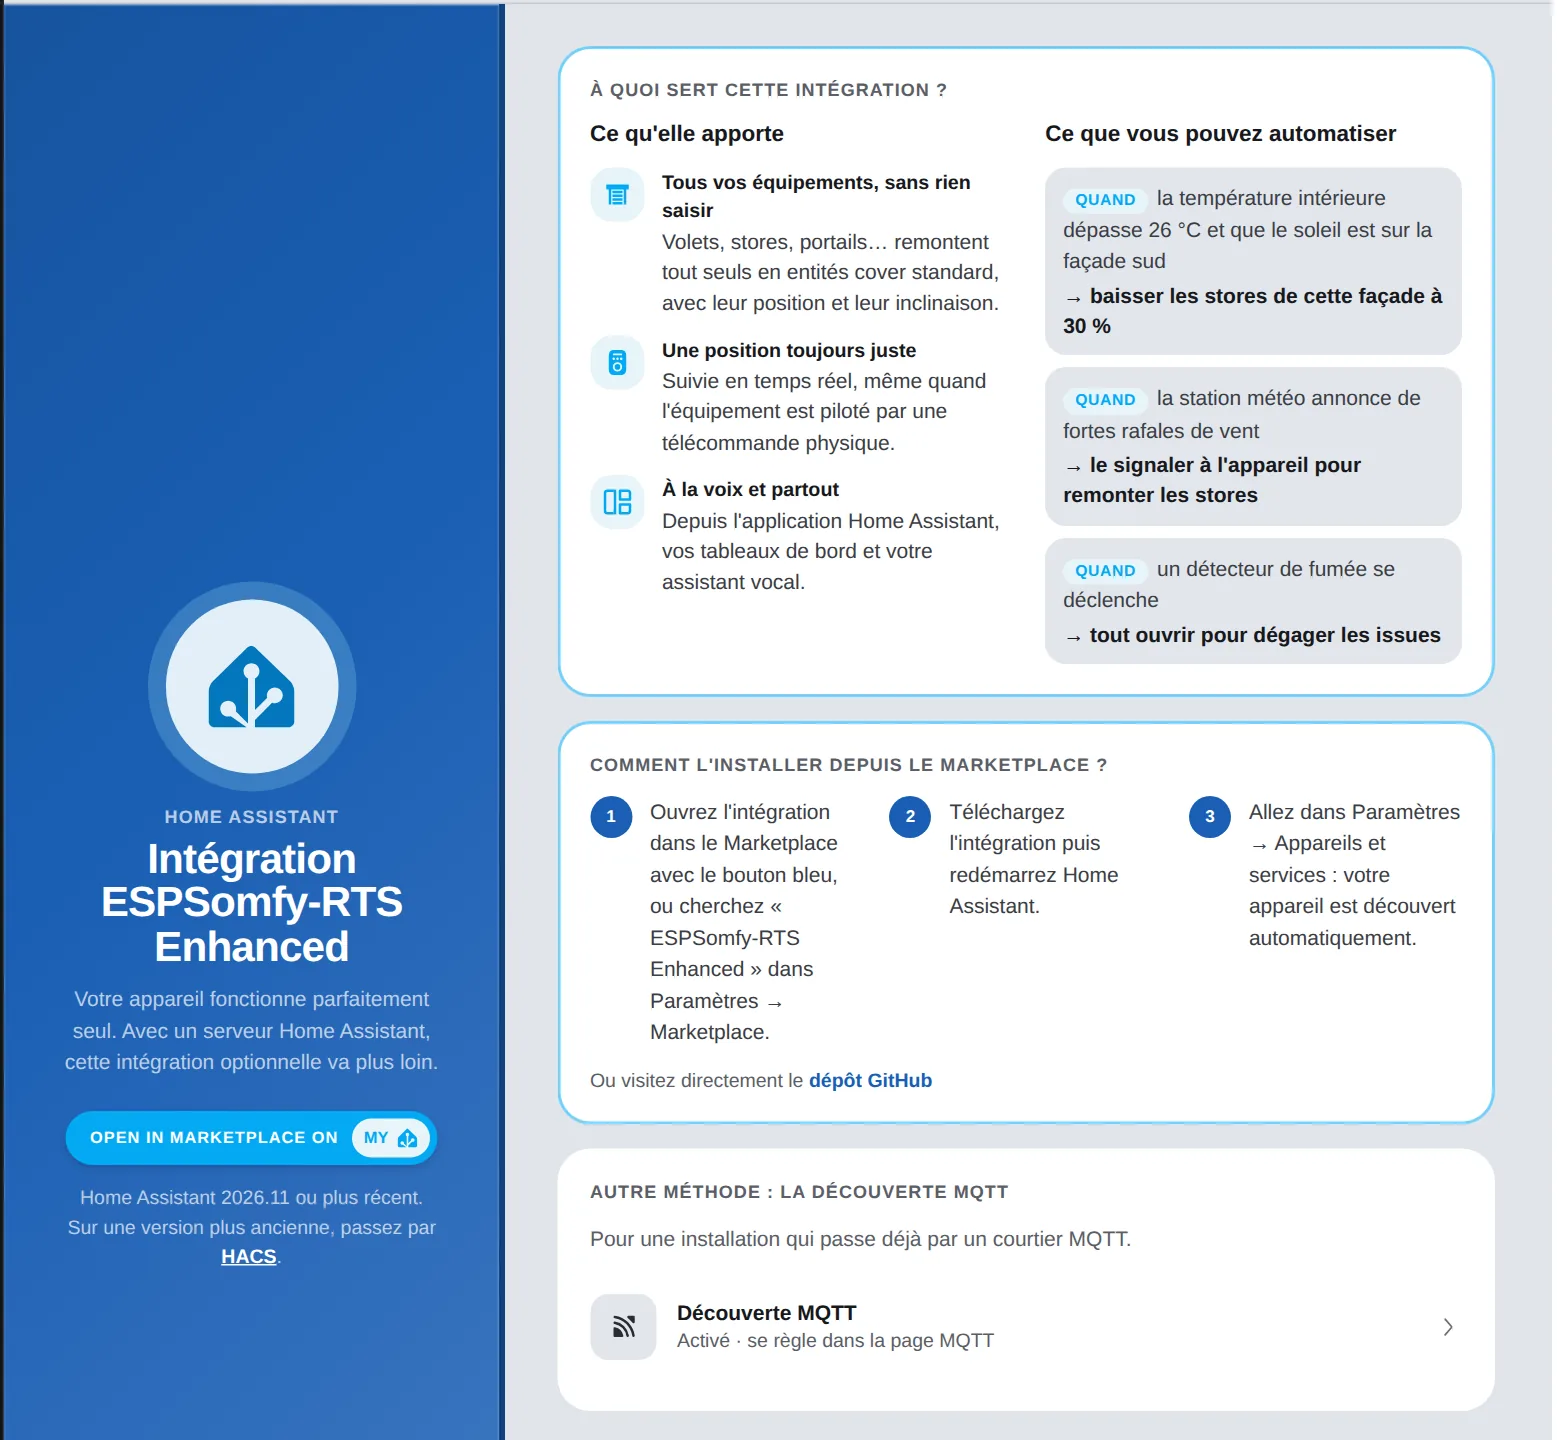 HOME ASSISTANT
Intégration
ESPSomfy-RTS
Enhanced
Votre appareil fonctionne parfaitement
seul. Avec un serveur Home Assistant,
cette intégration optionnelle va plus loin.
OPEN IN MARKETPLACE ON MY
Home Assistant 2026.11 ou plus récent.
Sur une version plus ancienne, passez par
HACS.
À QUOI SERT CETTE INTÉGRATION ?
Ce qu'elle apporte
Tous vos équipements, sans rien
saisir
Volets, stores, portails… remontent
tout seuls en entités cover standard,
avec leur position et leur inclinaison.
Une position toujours juste
Suivie en temps réel, même quand
l'équipement est piloté par une
télécommande physique.
À la voix et partout
Depuis l'application Home Assistant,
vos tableaux de bord et votre
assistant vocal.
Ce que vous pouvez automatiser
QUAND la température intérieure
dépasse 26 °C et que le soleil est sur la
façade sud
→ baisser les stores de cette façade à
30 %
QUAND la station météo annonce de
fortes rafales de vent
→ le signaler à l'appareil pour
remonter les stores
QUAND un détecteur de fumée se
déclenche
→ tout ouvrir pour dégager les issues
COMMENT L'INSTALLER DEPUIS LE MARKETPLACE ?
1
Ouvrez l'intégration
dans le Marketplace
avec le bouton bleu,
ou cherchez «
ESPSomfy-RTS
Enhanced » dans
Paramètres →
Marketplace.
2
Téléchargez
l'intégration puis
redémarrez Home
Assistant.
3
Allez dans Paramètres
→ Appareils et
services : votre
appareil est découvert
automatiquement.
Ou visitez directement le dépôt GitHub
AUTRE MÉTHODE : LA DÉCOUVERTE MQTT
Pour une installation qui passe déjà par un courtier MQTT.
Découverte MQTT
Activé · se règle dans la page MQTT